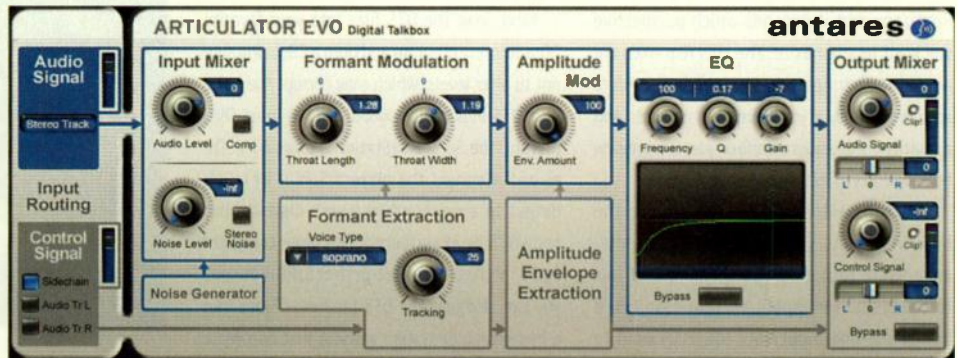 ARTICULATOR EVO Digital Talkbox
antares
Audio Signal
Stereo Track
Input Routing
Control Signal
Sidechain
Audio Tr L
Audio Tr R
Input Mixer
0
Audio Level
Comp
-inf
Noise Level
Stereo Noise
Noise Generator
Formant Modulation
0
0
1.28
1.19
Throat Length
Throat Width
Formant Extraction
Voice Type
soprano
25
Tracking
Amplitude Mod
100
Env. Amount
Amplitude Envelope Extraction
EQ
100
0.17
-7
Frequency
Q
Gain
Bypass
Output Mixer
0
Clip!
Audio Signal
0
L 0 R Pan
-inf
Clip!
Control Signal
0
L 0 R Pan
Bypass